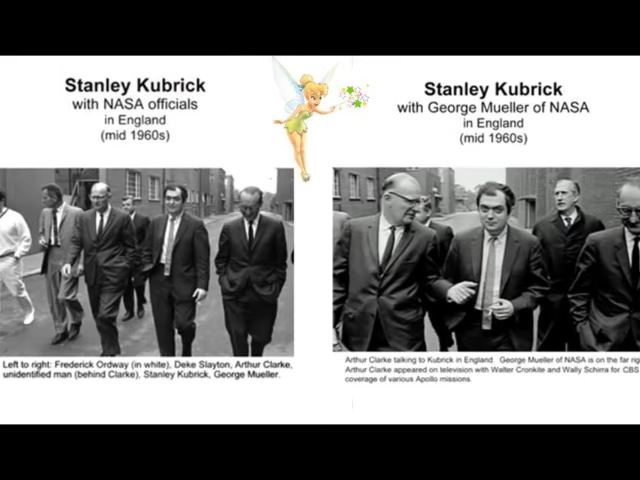 Stanley Kubrick
with NASA officials
in England
(mid 1960s)
Left to right: Frederick Ordway (in white), Deke Slayton, Arthur Clarke,
unidentified man (behind Clarke), Stanley Kubrick, George Mueller.
Stanley Kubrick
with George Mueller of NASA
in England
(mid 1960s)
Arthur Clarke talking to Kubrick in England. George Mueller of NASA is on the far rig
Arthur Clarke appeared on television with Walter Cronkite and Wally Schirra for CBS
coverage of various Apollo missions.